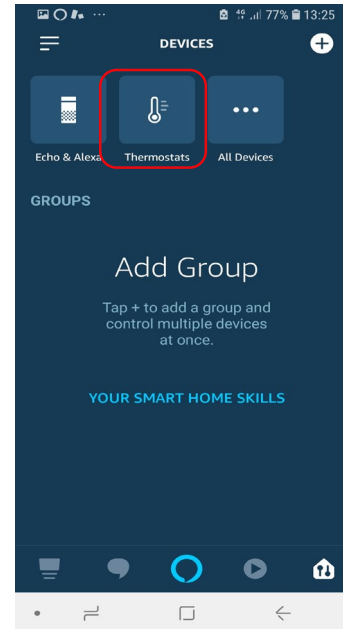 77% 13:25
DEVICES
Echo & Alexa
Thermostats
All Devices
GROUPS
Add Group
Tap + to add a group and
control multiple devices
at once.
YOUR SMART HOME SKILLS